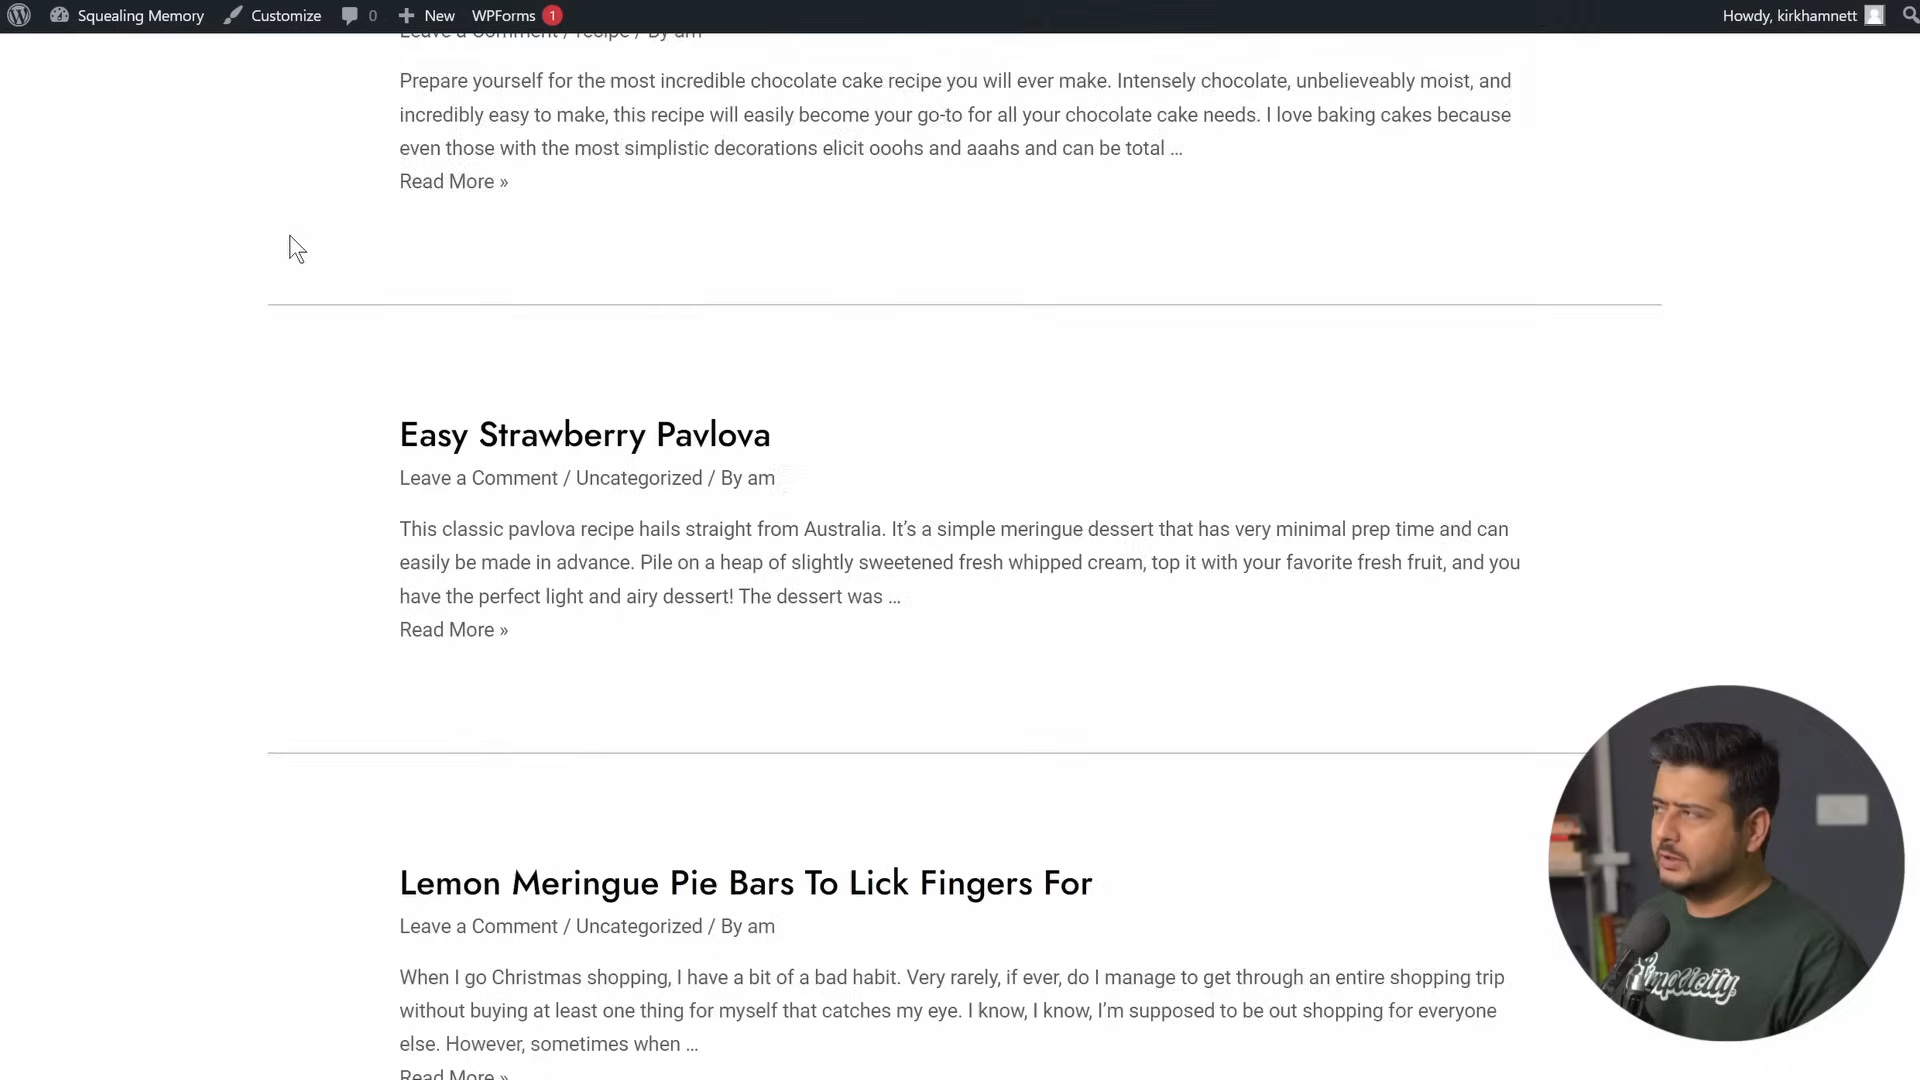 Squealing Memory Customize 0 New WPForms 1 Howdy, kirkhamnett
Leave a Comment / recipe / By am
Prepare yourself for the most incredible chocolate cake recipe you will ever make. Intensely chocolate, unbelieveably moist, and
incredibly easy to make, this recipe will easily become your go-to for all your chocolate cake needs. I love baking cakes because
even those with the most simplistic decorations elicit ooohs and aaahs and can be total …
Read More »
Easy Strawberry Pavlova
Leave a Comment / Uncategorized / By am
This classic pavlova recipe hails straight from Australia. It’s a simple meringue dessert that has very minimal prep time and can
easily be made in advance. Pile on a heap of slightly sweetened fresh whipped cream, top it with your favorite fresh fruit, and you
have the perfect light and airy dessert! The dessert was …
Read More »
Lemon Meringue Pie Bars To Lick Fingers For
Leave a Comment / Uncategorized / By am
When I go Christmas shopping, I have a bit of a bad habit. Very rarely, if ever, do I manage to get through an entire shopping trip
without buying at least one thing for myself that catches my eye. I know, I know, I’m supposed to be out shopping for everyone
else. However, sometimes when …
Read More »
Simplicity